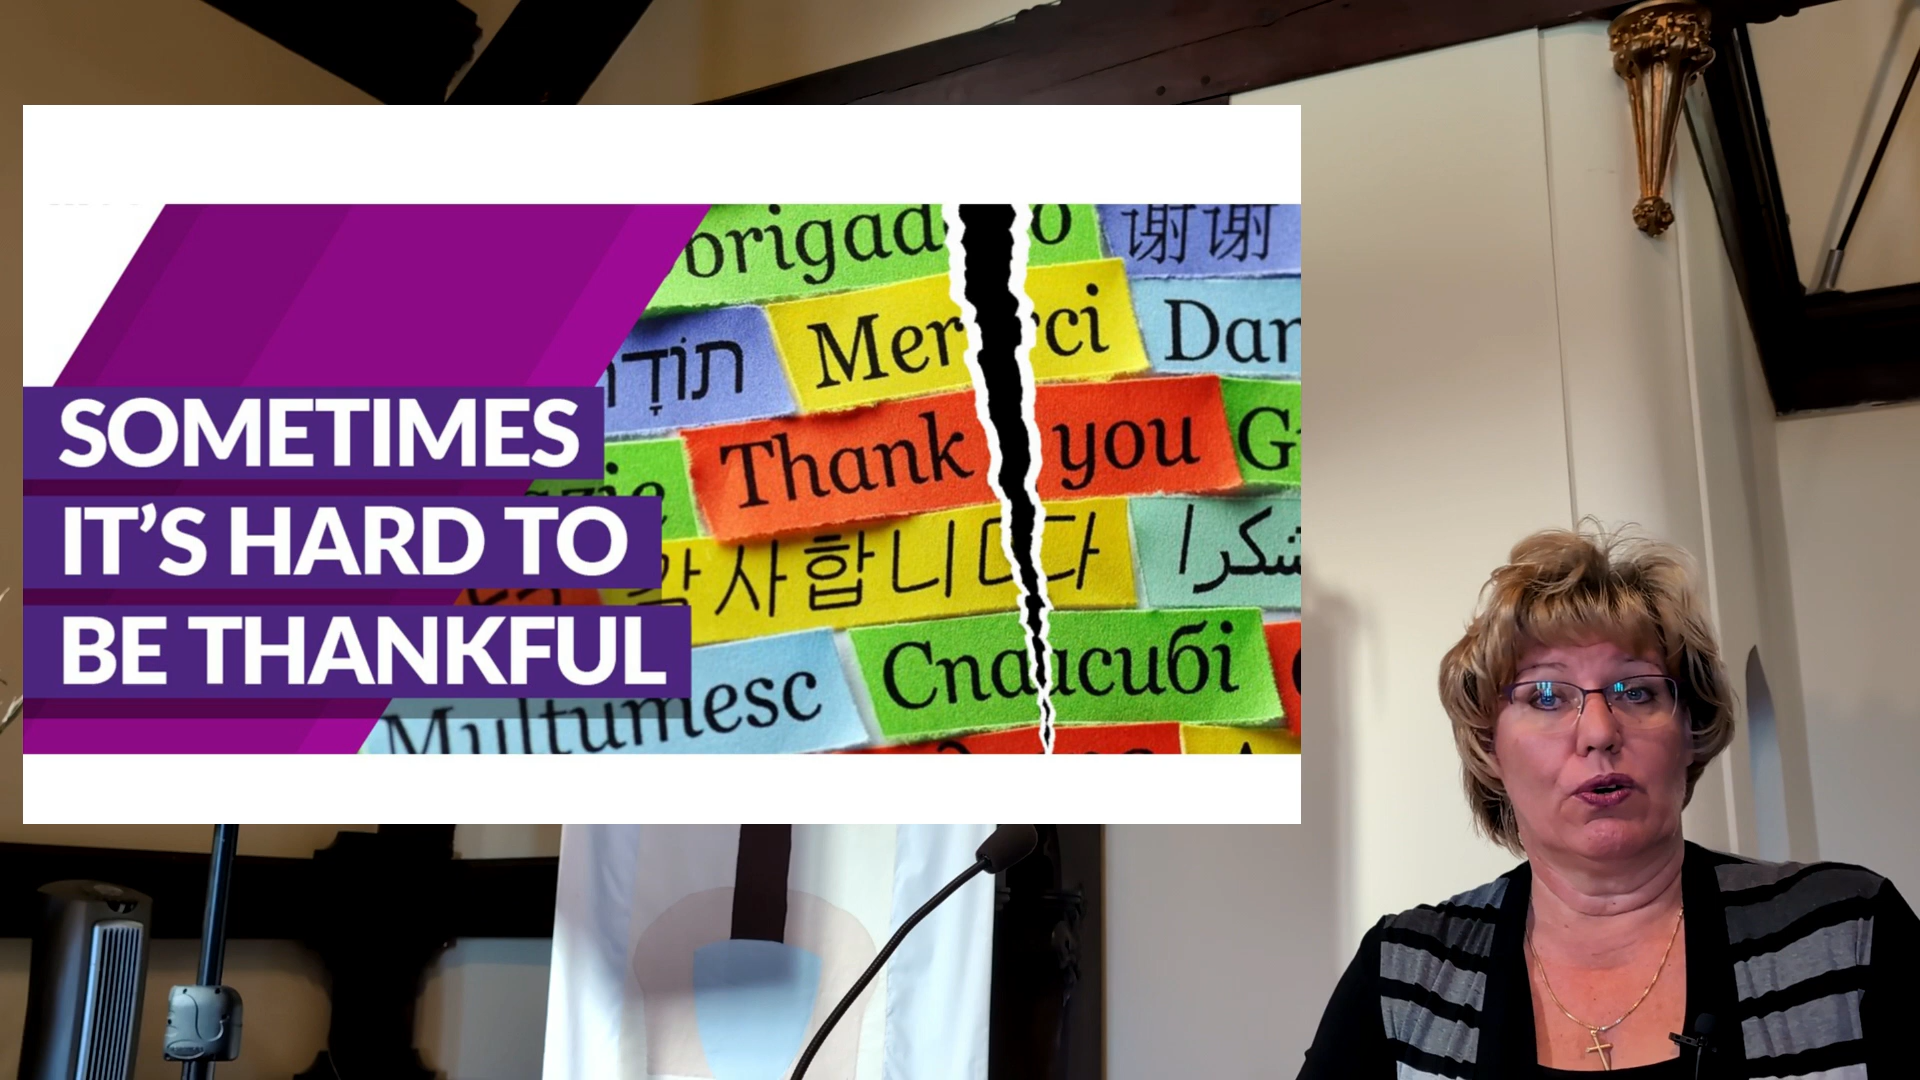 SOMETIMES
IT'S HARD TO
BE THANKFUL
origad o
谢谢
תוֹדָ
Mer ci
Dan
Thank you
G
감사합니다
شكرا
Multumesc
Спасибі